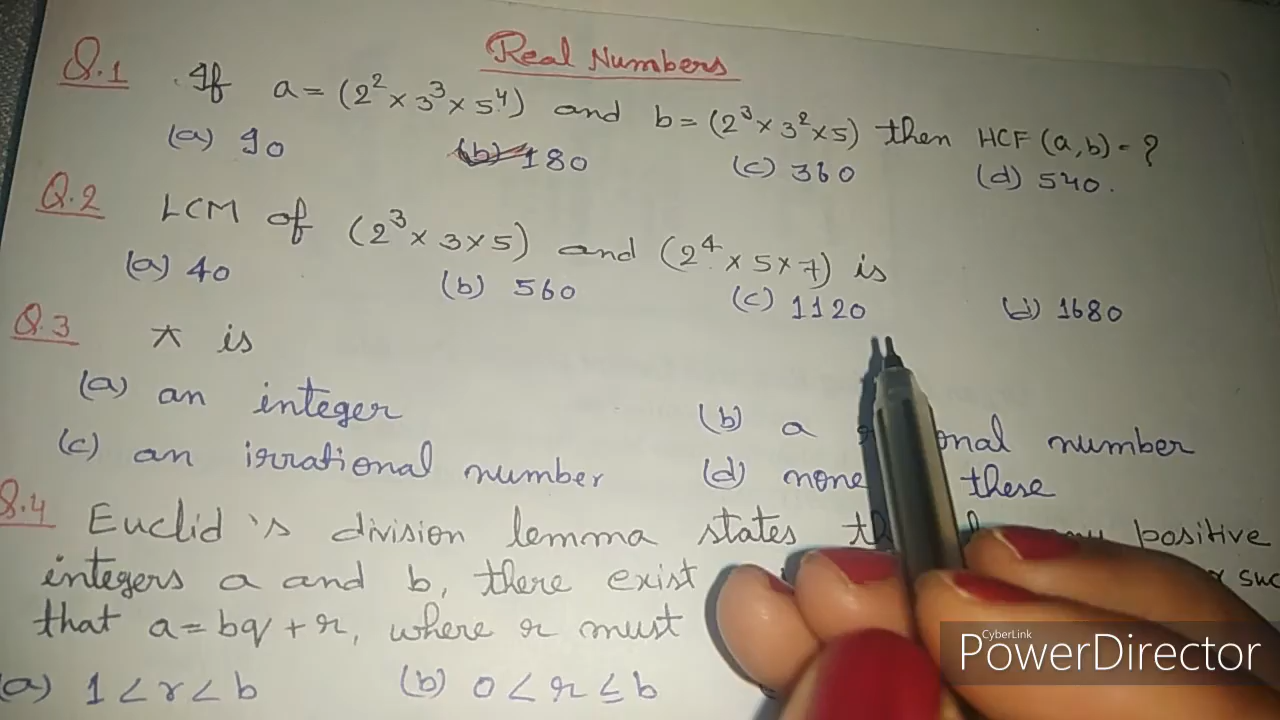 Real Numbers
Q.1 If a = (2² × 3³ × 5⁴) and b = (2³ × 3² × 5) then HCF (a, b) = ?
(a) 90 (b) 180 (c) 360 (d) 540.
Q.2 LCM of (2³ × 3 × 5) and (2⁴ × 5 × 7) is
(a) 40 (b) 560 (c) 1120 (d) 1680
Q.3 π is
(a) an integer (b) a number
(c) an irrational number (d) none these
Q.4 Euclid's division lemma states positive
integers a and b, there exist
that a = bq + r, where r must
(a) 1 < r < b (b) 0 < r ≤ b
CyberLink
PowerDirector